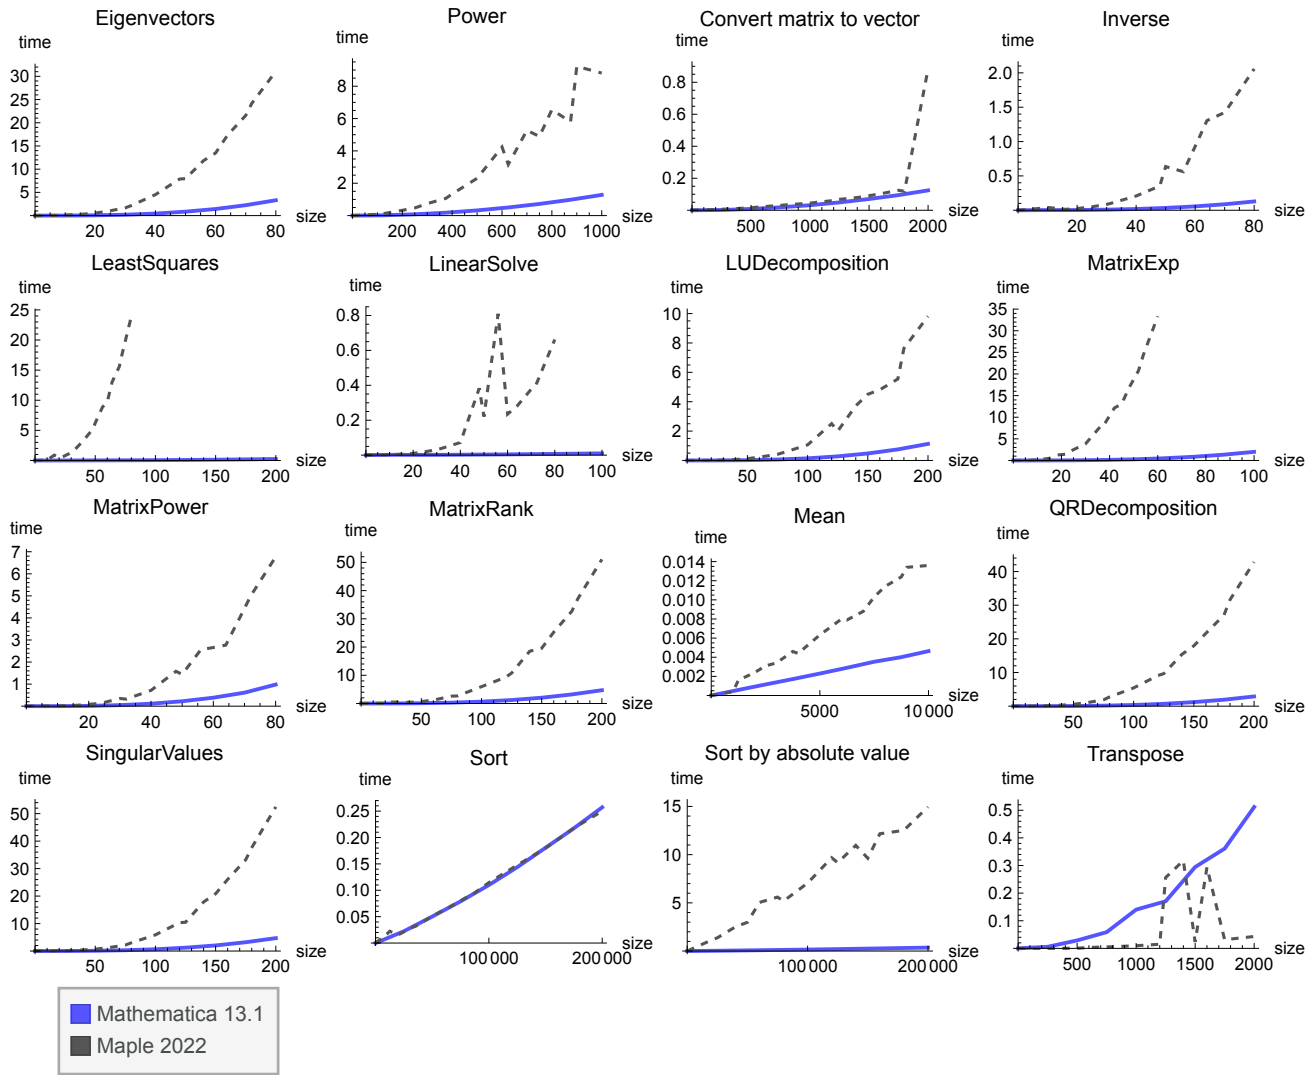 Eigenvectors
time
30
25
20
15
10
5
20
40
60
80
size
Power
time
8
6
4
2
200
400
600
800
1000
size
Convert matrix to vector
time
0.8
0.6
0.4
0.2
500
1000
1500
2000
size
Inverse
time
2.0
1.5
1.0
0.5
20
40
60
80
size
LeastSquares
time
25
20
15
10
5
50
100
150
200
size
LinearSolve
time
0.8
0.6
0.4
0.2
20
40
60
80
100
size
LUDecomposition
time
10
8
6
4
2
50
100
150
200
size
MatrixExp
time
35
30
25
20
15
10
5
20
40
60
80
100
size
MatrixPower
time
7
6
5
4
3
2
1
20
40
60
80
size
MatrixRank
time
50
40
30
20
10
50
100
150
200
size
Mean
time
0.014
0.012
0.010
0.008
0.006
0.004
0.002
5000
10 000
size
QRDecomposition
time
40
30
20
10
50
100
150
200
size
SingularValues
time
50
40
30
20
10
50
100
150
200
size
Sort
time
0.25
0.20
0.15
0.10
0.05
100 000
200 000
size
Sort by absolute value
time
15
10
5
100 000
200 000
size
Transpose
time
0.5
0.4
0.3
0.2
0.1
500
1000
1500
2000
size
Mathematica 13.1
Maple 2022